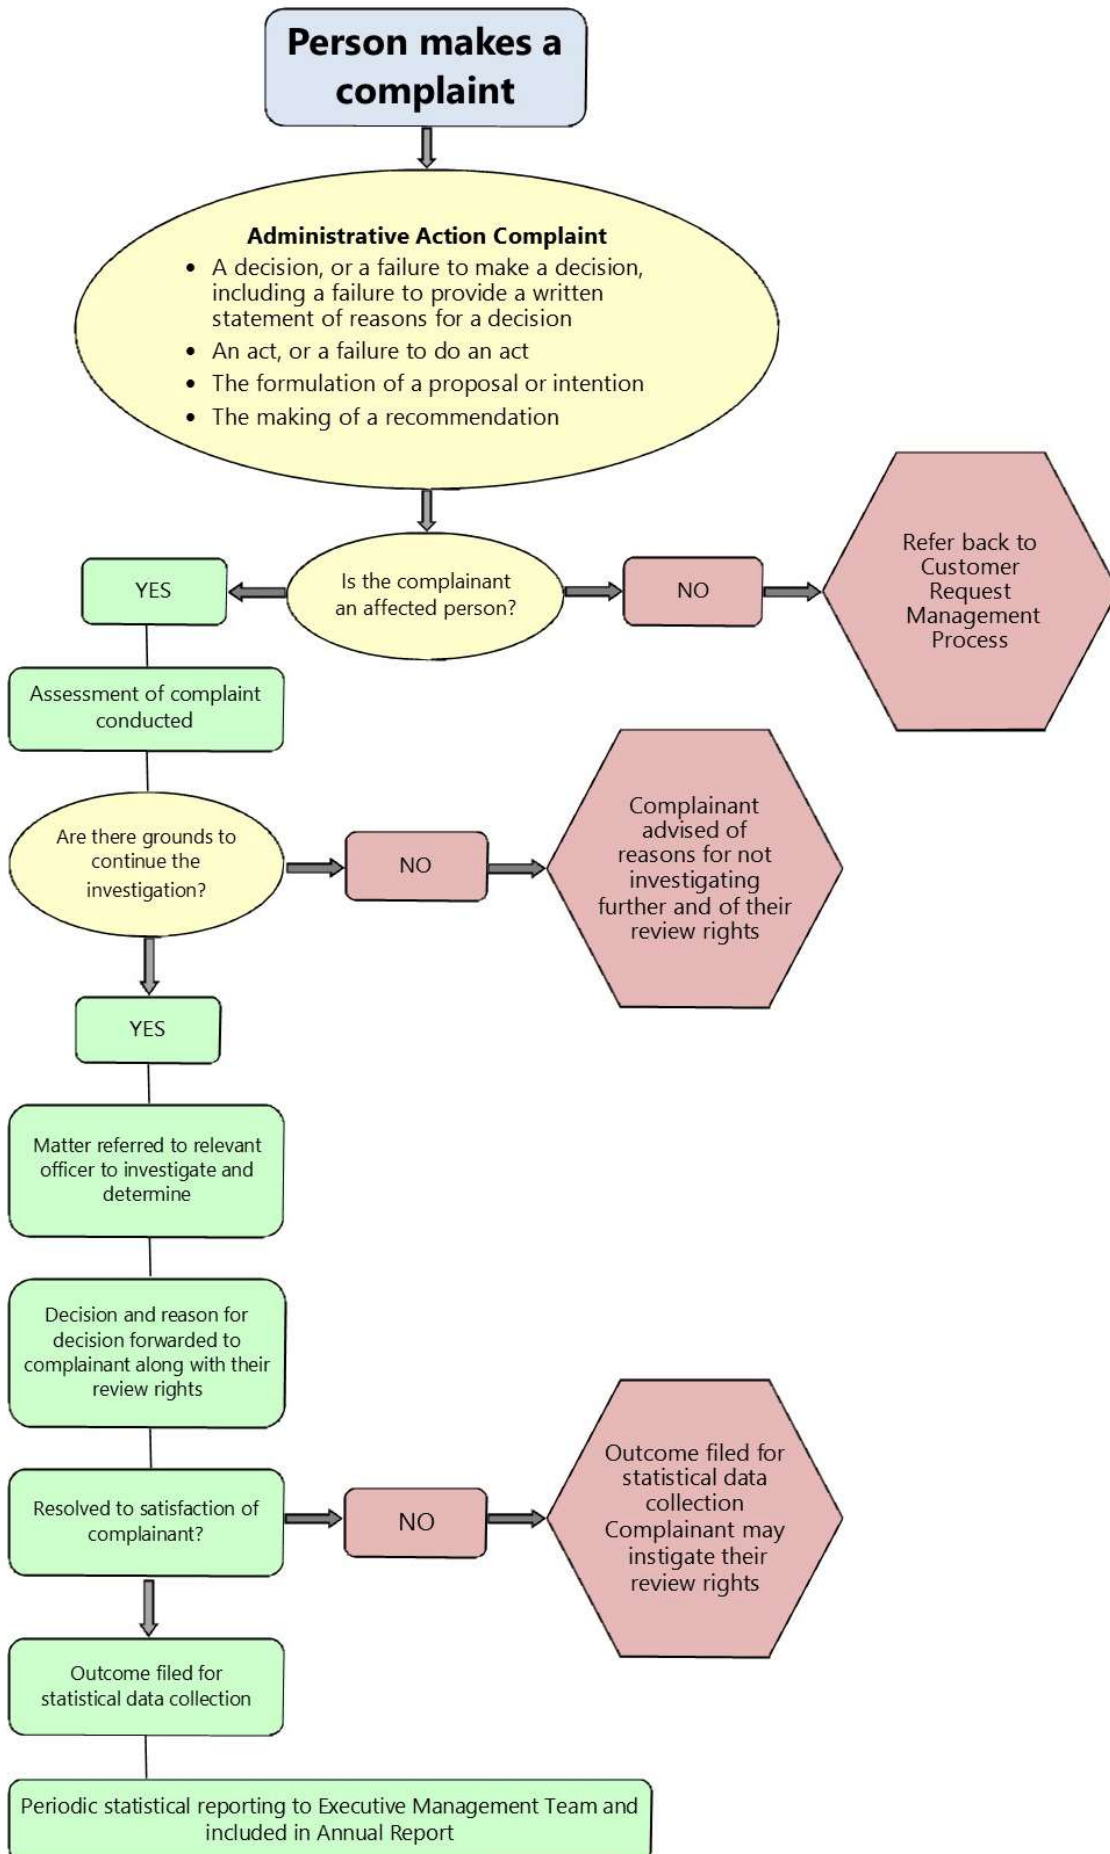 Person makes a
complaint
Administrative Action Complaint
• A decision, or a failure to make a decision,
including a failure to provide a written
statement of reasons for a decision
• An act, or a failure to do an act
• The formulation of a proposal or intention
• The making of a recommendation
Is the complainant
an affected person?
YES
NO
Refer back to
Customer
Request
Management
Process
Assessment of complaint
conducted
Are there grounds to
continue the
investigation?
NO
Complainant
advised of
reasons for not
investigating
further and of their
review rights
YES
Matter referred to relevant
officer to investigate and
determine
Decision and reason for
decision forwarded to
complainant along with their
review rights
Resolved to satisfaction of
complainant?
NO
Outcome filed for
statistical data
collection
Complainant may
instigate their
review rights
Outcome filed for
statistical data collection
Periodic statistical reporting to Executive Management Team and
included in Annual Report